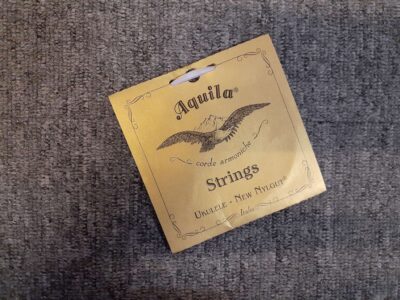 Aquila®
corde armoniche
Strings
Ukulele - New Nylgut®
Italia